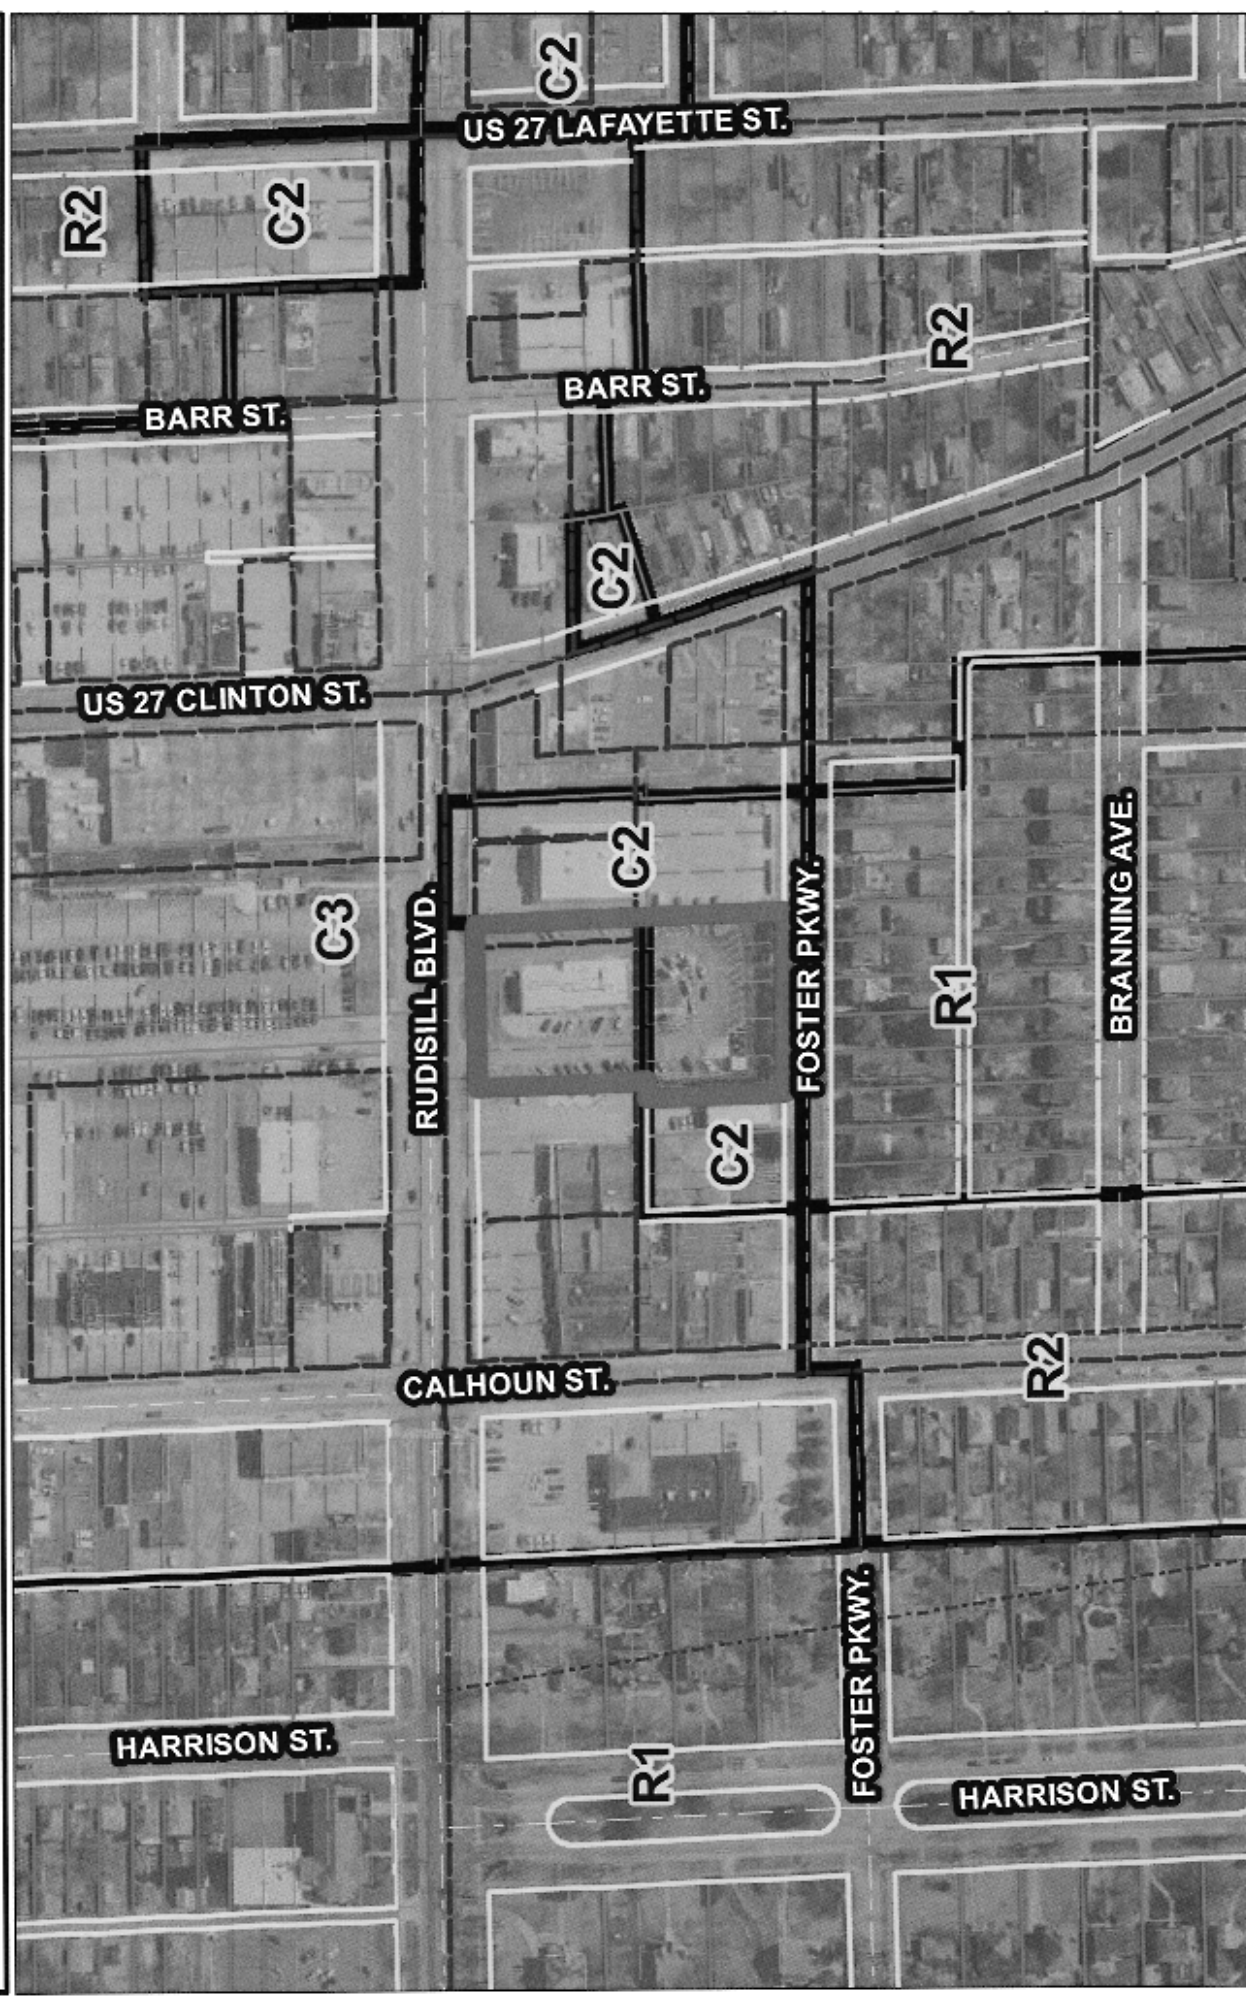 C2
US 27 LAFAYETTE ST.
R2
C2
R2
BARR ST.
BARR ST.
C2
US 27 CLINTON ST.
C2
C3
RUDISILL BLVD.
FOSTER PKWY.
R1
BRANNING AVE.
C2
CALHOUN ST.
R2
HARRISON ST.
R1
FOSTER PKWY.
HARRISON ST.